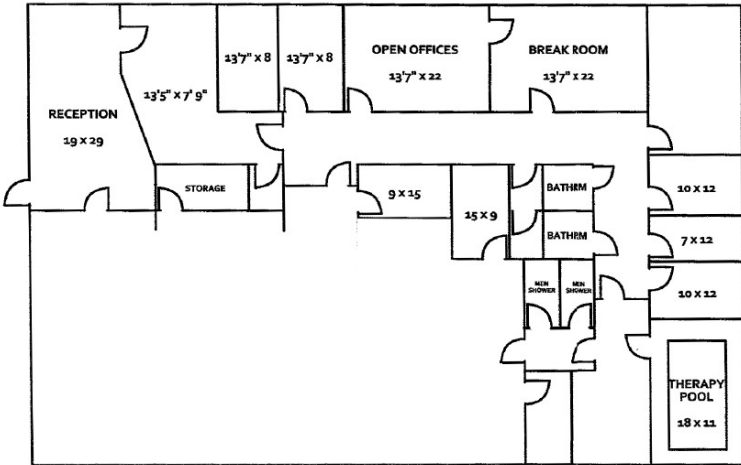 13'7" x 8
13'7" x 8
OPEN OFFICES
13'7" x 22
BREAK ROOM
13'7" x 22
13'5" x 7' 9"
RECEPTION
19 x 29
STORAGE
9 x 15
15 x 9
BATHRM
BATHRM
10 x 12
7 x 12
10 x 12
MEN
SHOWER
MEN
SHOWER
THERAPY
POOL
18 x 11